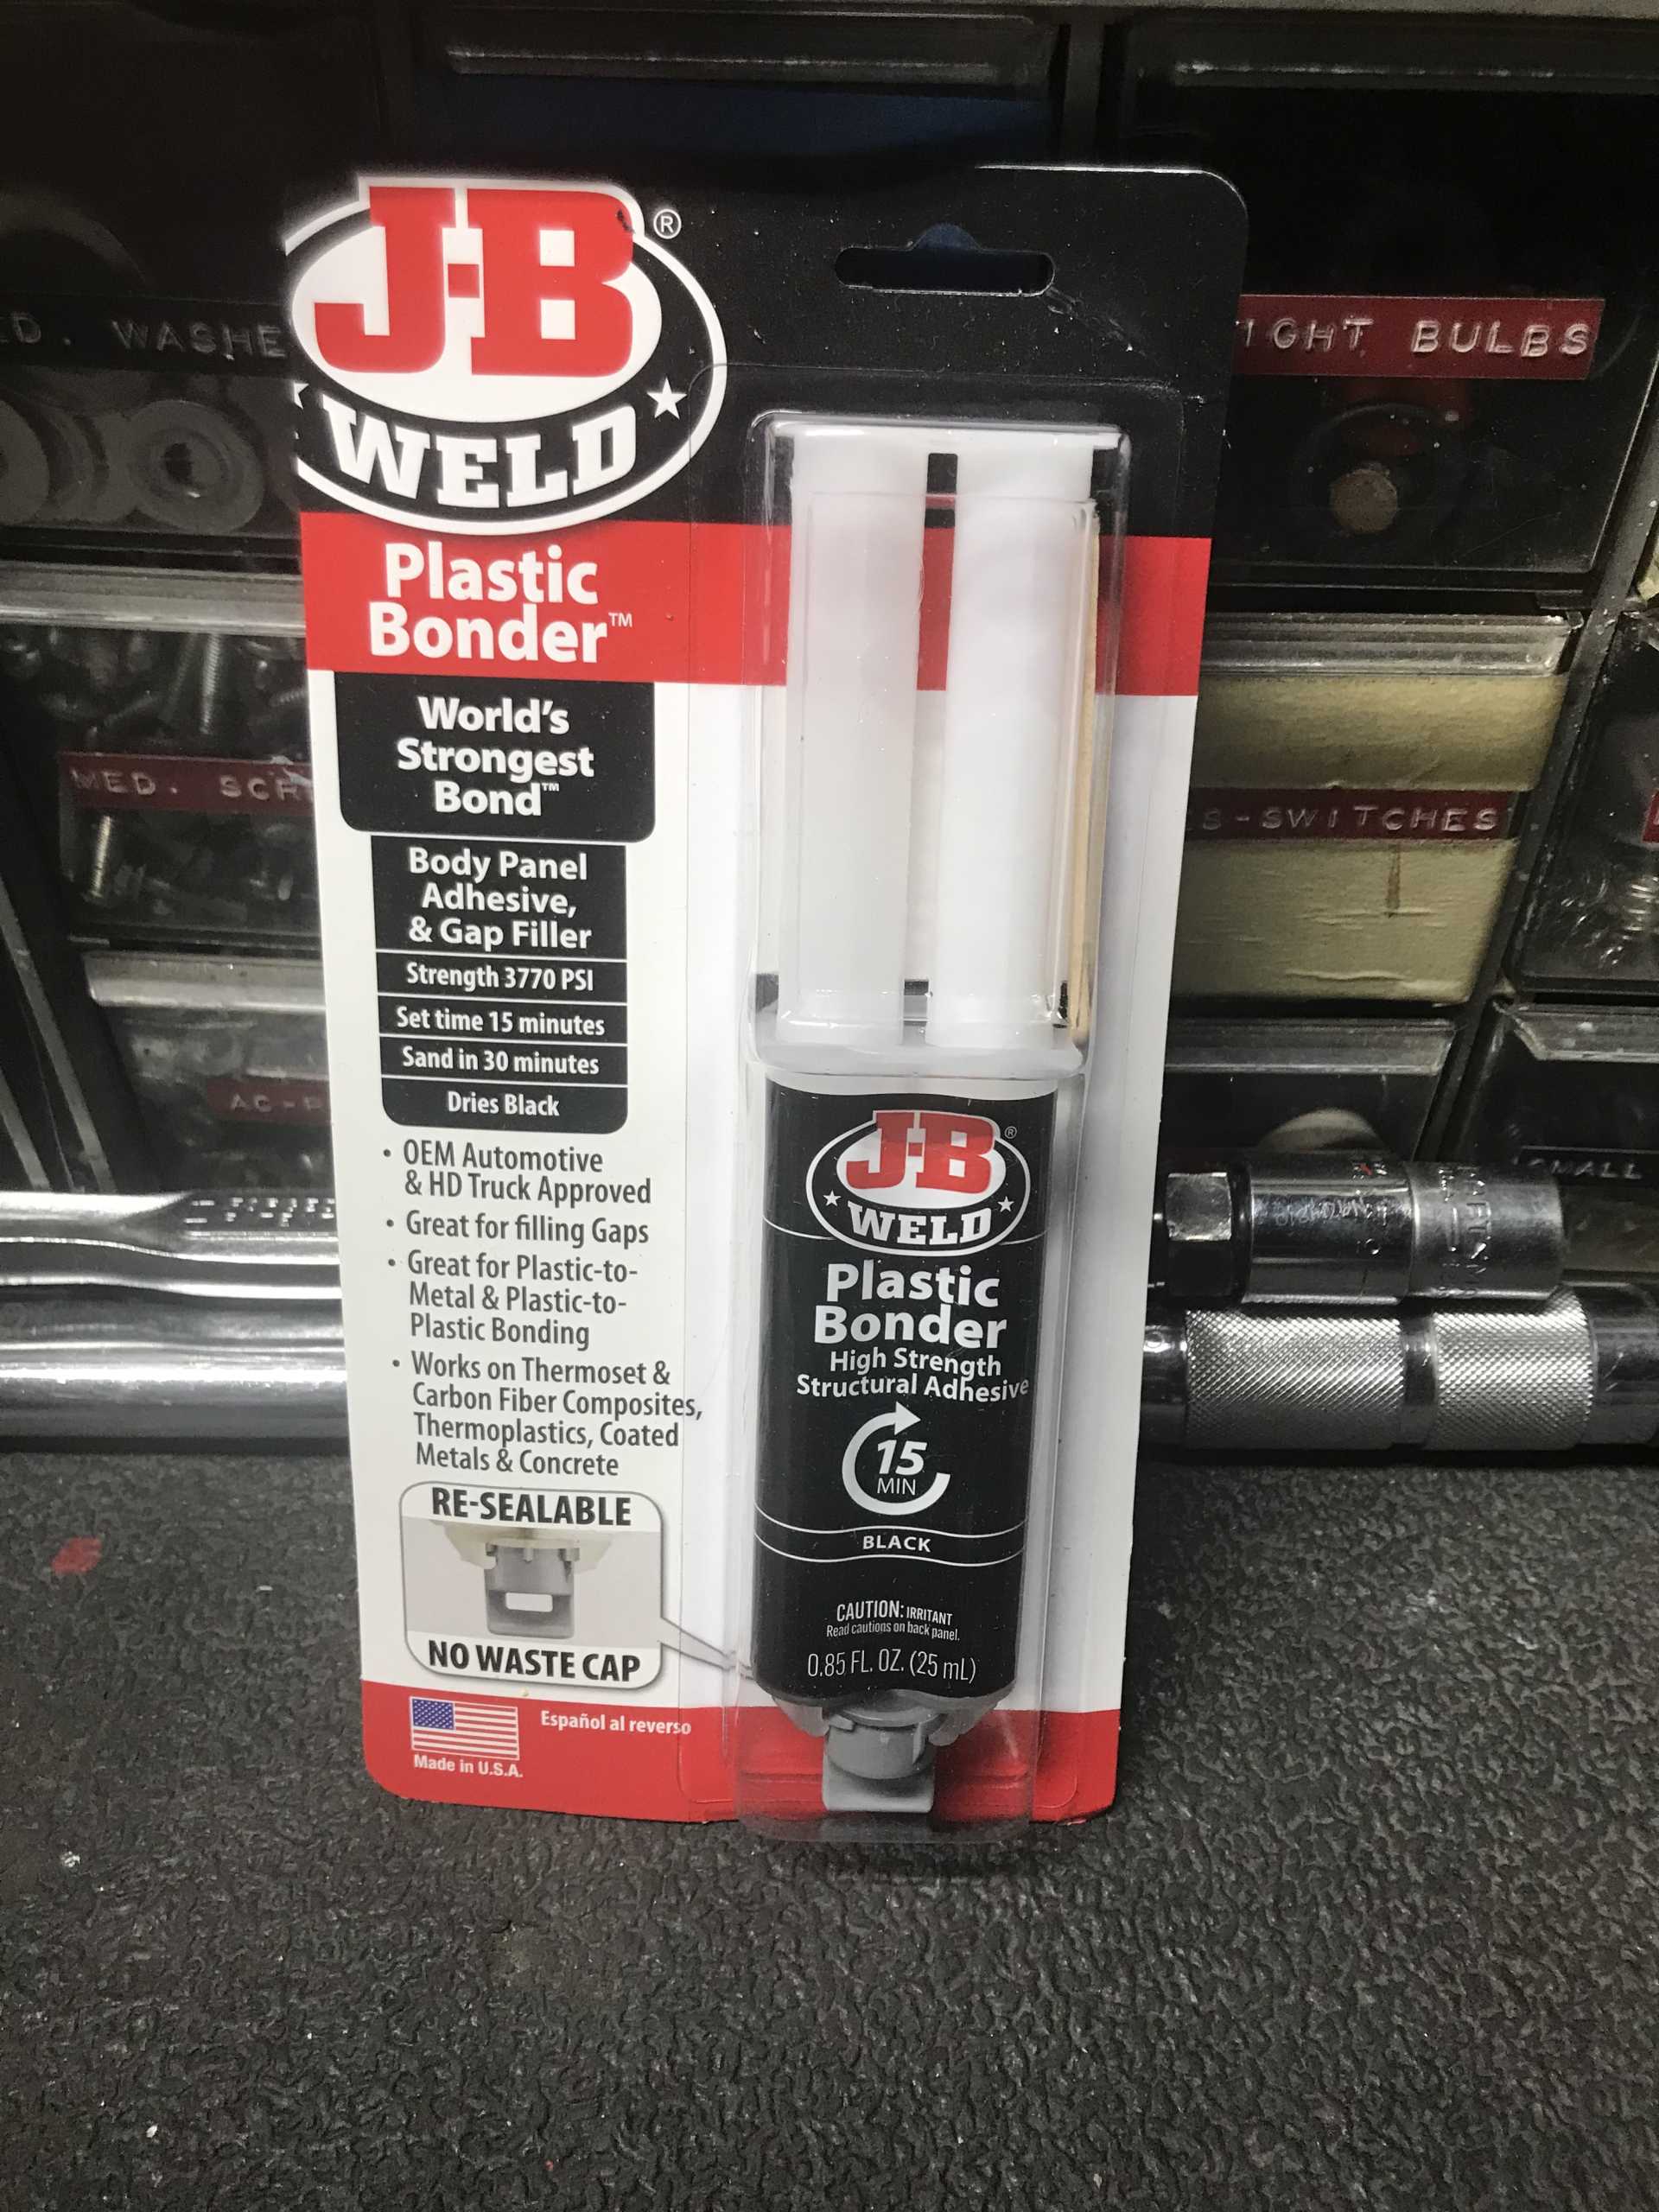 J-B®
WELD
Plastic
Bonder™
World's
Strongest
Bond™
Body Panel
Adhesive,
& Gap Filler
Strength 3770 PSI
Set time 15 minutes
Sand in 30 minutes
Dries Black
• OEM Automotive
& HD Truck Approved
• Great for filling Gaps
• Great for Plastic-to-
Metal & Plastic-to-
Plastic Bonding
• Works on Thermoset &
Carbon Fiber Composites,
Thermoplastics, Coated
Metals & Concrete
RE-SEALABLE
NO WASTE CAP
Made in U.S.A.
Español al reverso
J-B®
WELD
Plastic
Bonder
High Strength
Structural Adhesive
15
MIN
BLACK
CAUTION: IRRITANT
Read cautions on back panel.
0.85 FL. OZ. (25 mL)
D. WASHE
MED. SCR
AC-P
IGHT BULBS
S-SWITCHES
SMALL